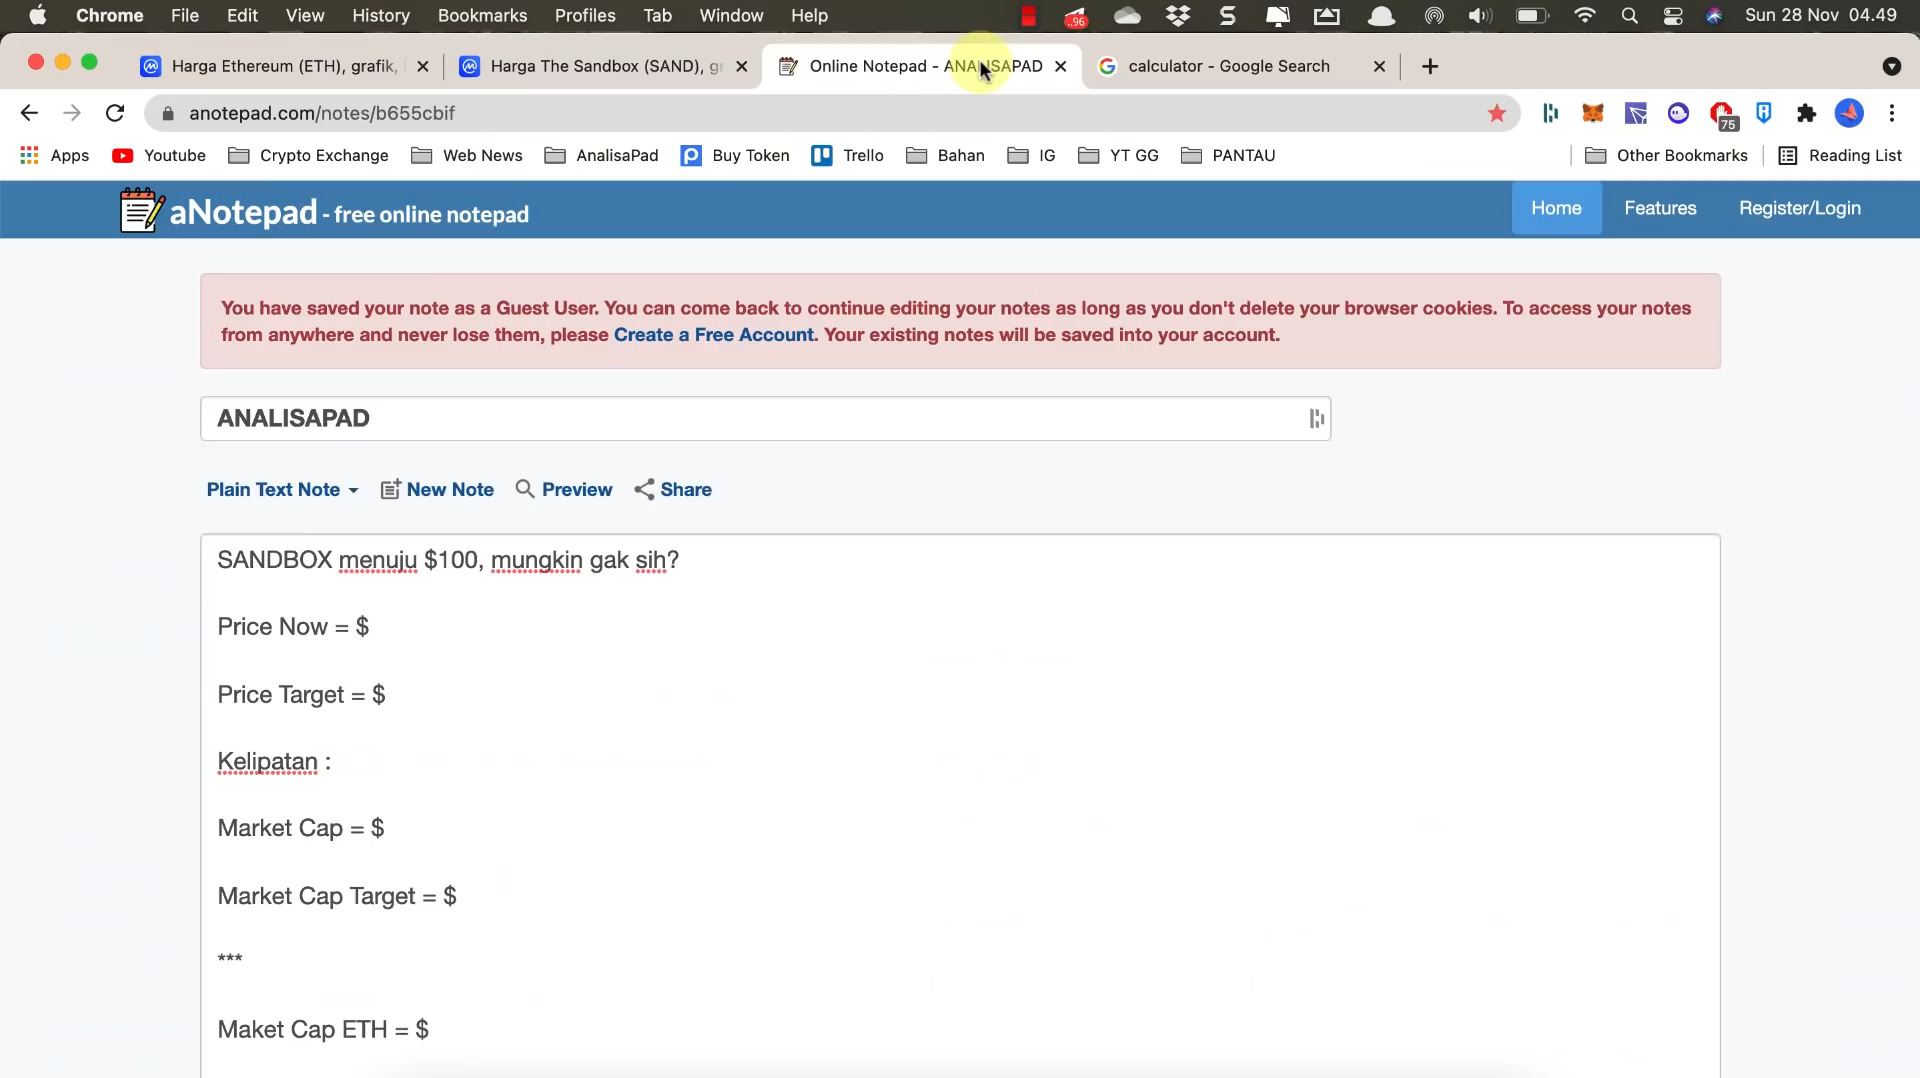 Chrome File Edit View History Bookmarks Profiles Tab Window Help ..96 Sun 28 Nov 04.49
Harga Ethereum (ETH), grafik, Harga The Sandbox (SAND), gr Online Notepad - ANALISAPAD calculator - Google Search
anotepad.com/notes/b655cbif 75
Apps Youtube Crypto Exchange Web News AnalisaPad Buy Token Trello Bahan IG YT GG PANTAU Other Bookmarks Reading List
aNotepad - free online notepad Home Features Register/Login
You have saved your note as a Guest User. You can come back to continue editing your notes as long as you don't delete your browser cookies. To access your notes
from anywhere and never lose them, please Create a Free Account. Your existing notes will be saved into your account.
ANALISAPAD
Plain Text Note New Note Preview Share
SANDBOX menuju $100, mungkin gak sih?
Price Now = $
Price Target = $
Kelipatan :
Market Cap = $
Market Cap Target = $
***
Maket Cap ETH = $